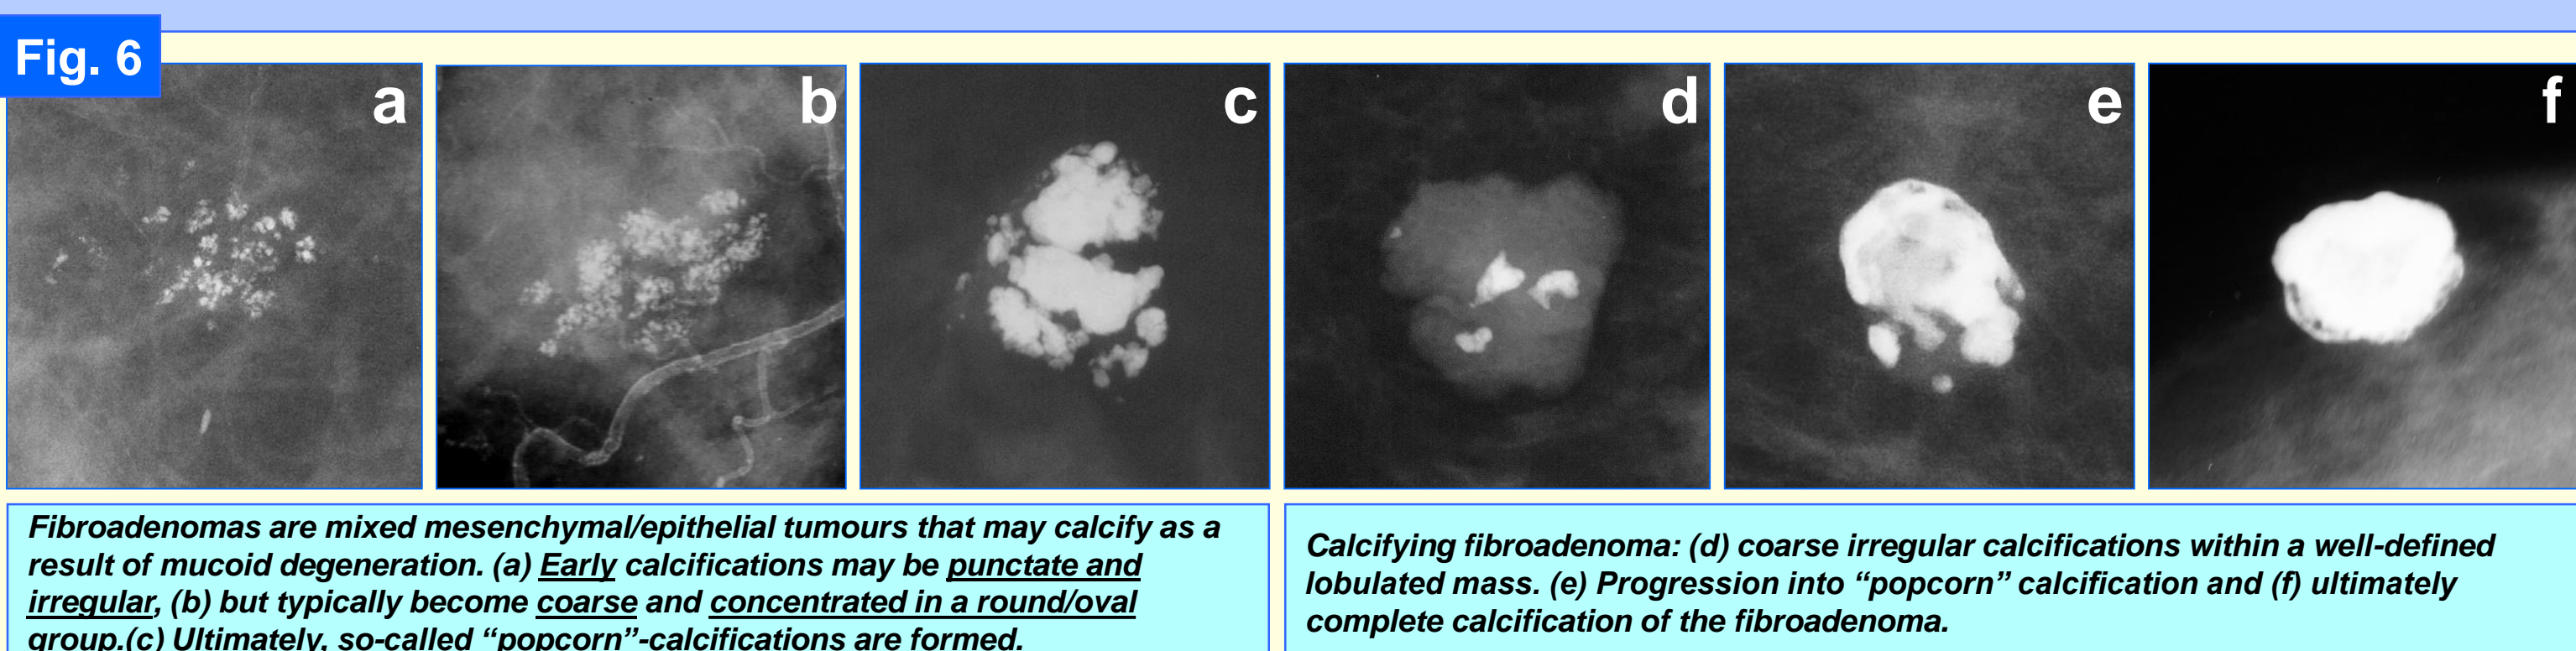 Fig. 6
a
b
c
d
e
f
Fibroadenomas are mixed mesenchymal/epithelial tumours that may calcify as a
result of mucoid degeneration. (a) Early calcifications may be punctate and
irregular, (b) but typically become coarse and concentrated in a round/oval
group.(c) Ultimately, so-called “popcorn”-calcifications are formed.
Calcifying fibroadenoma: (d) coarse irregular calcifications within a well-defined
lobulated mass. (e) Progression into “popcorn” calcification and (f) ultimately
complete calcification of the fibroadenoma.